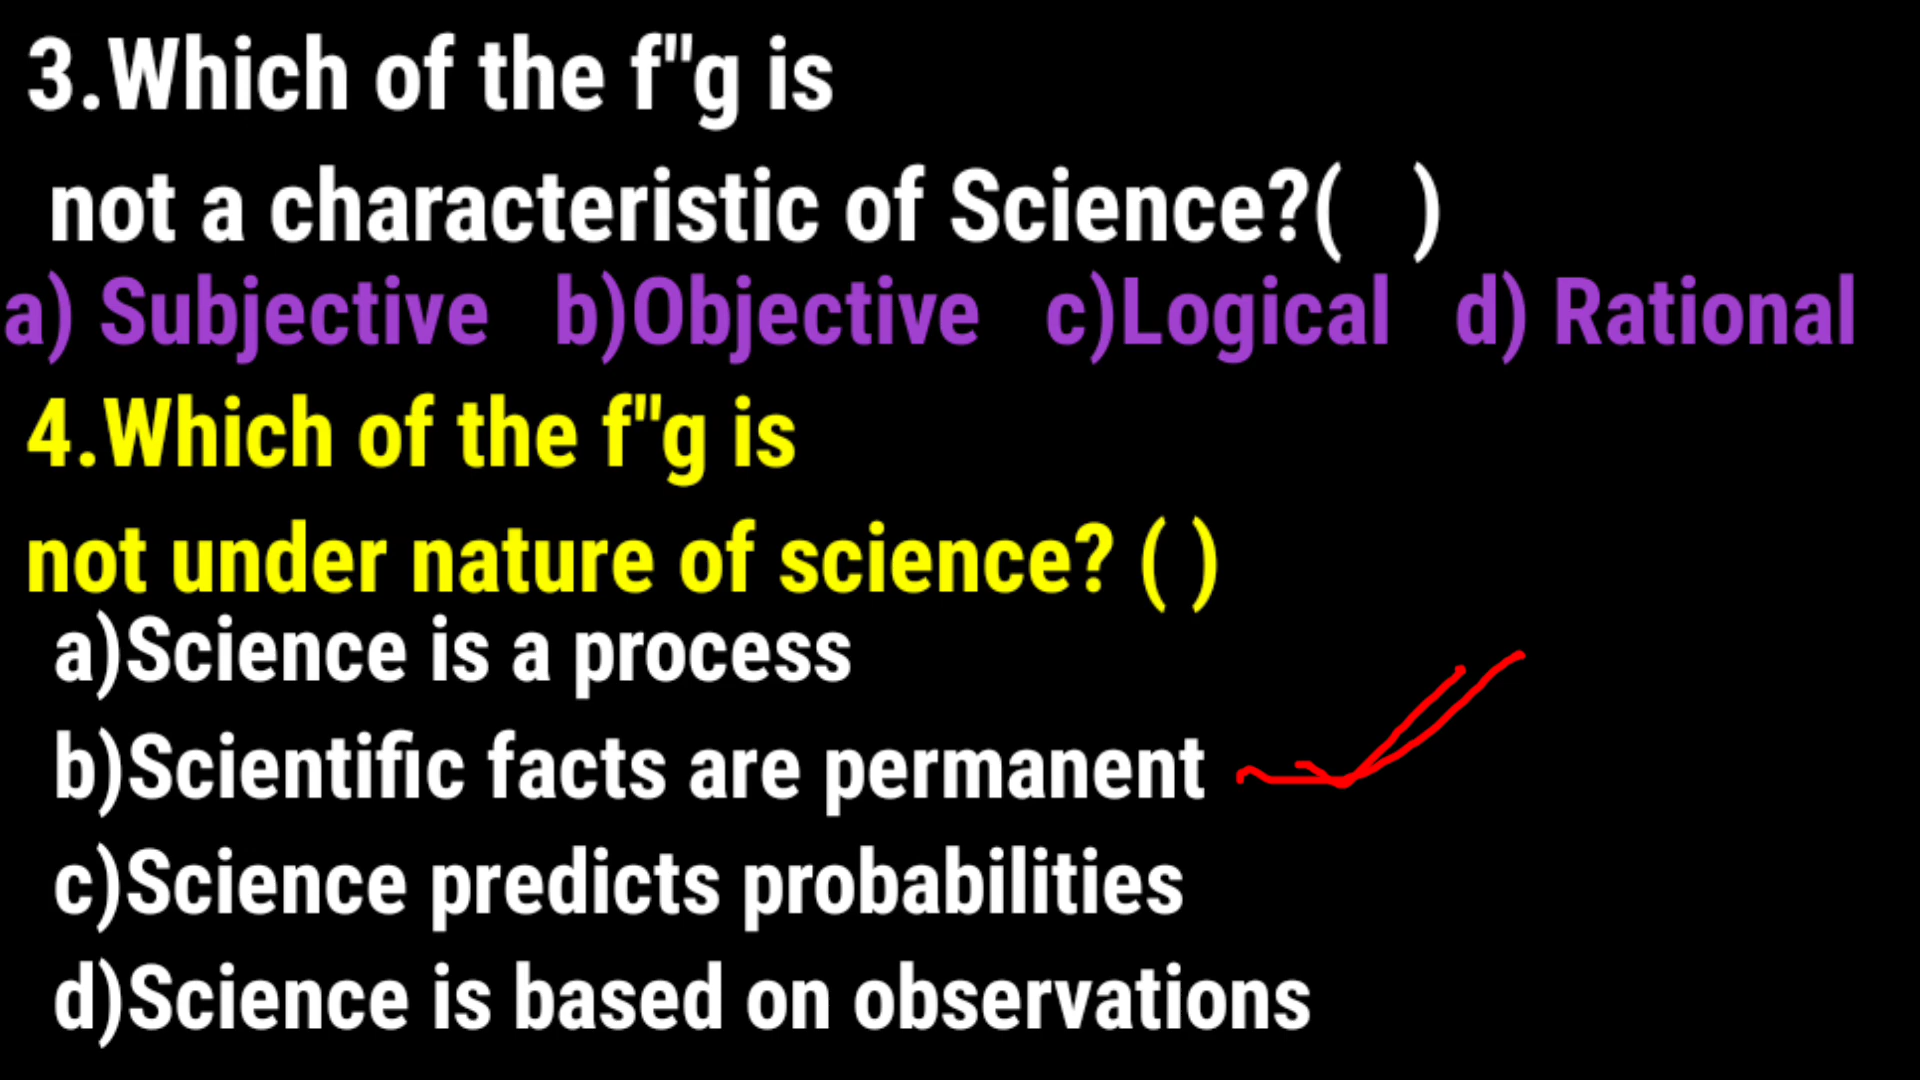 3.Which of the f"g is
not a characteristic of Science?(   )
a) Subjective   b)Objective   c)Logical   d) Rational
4.Which of the f"g is
not under nature of science? ( )
a)Science is a process
b)Scientific facts are permanent
c)Science predicts probabilities
d)Science is based on observations